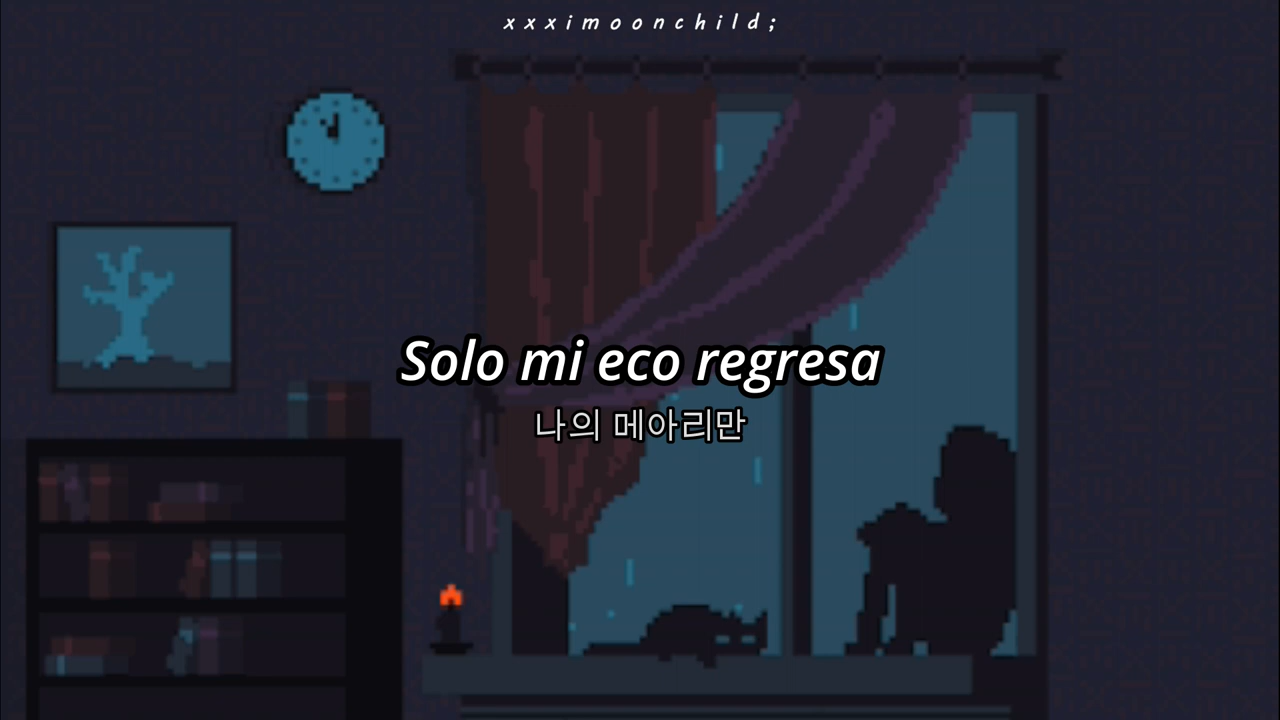 xxximoonchild;
Solo mi eco regresa
나의 메아리만